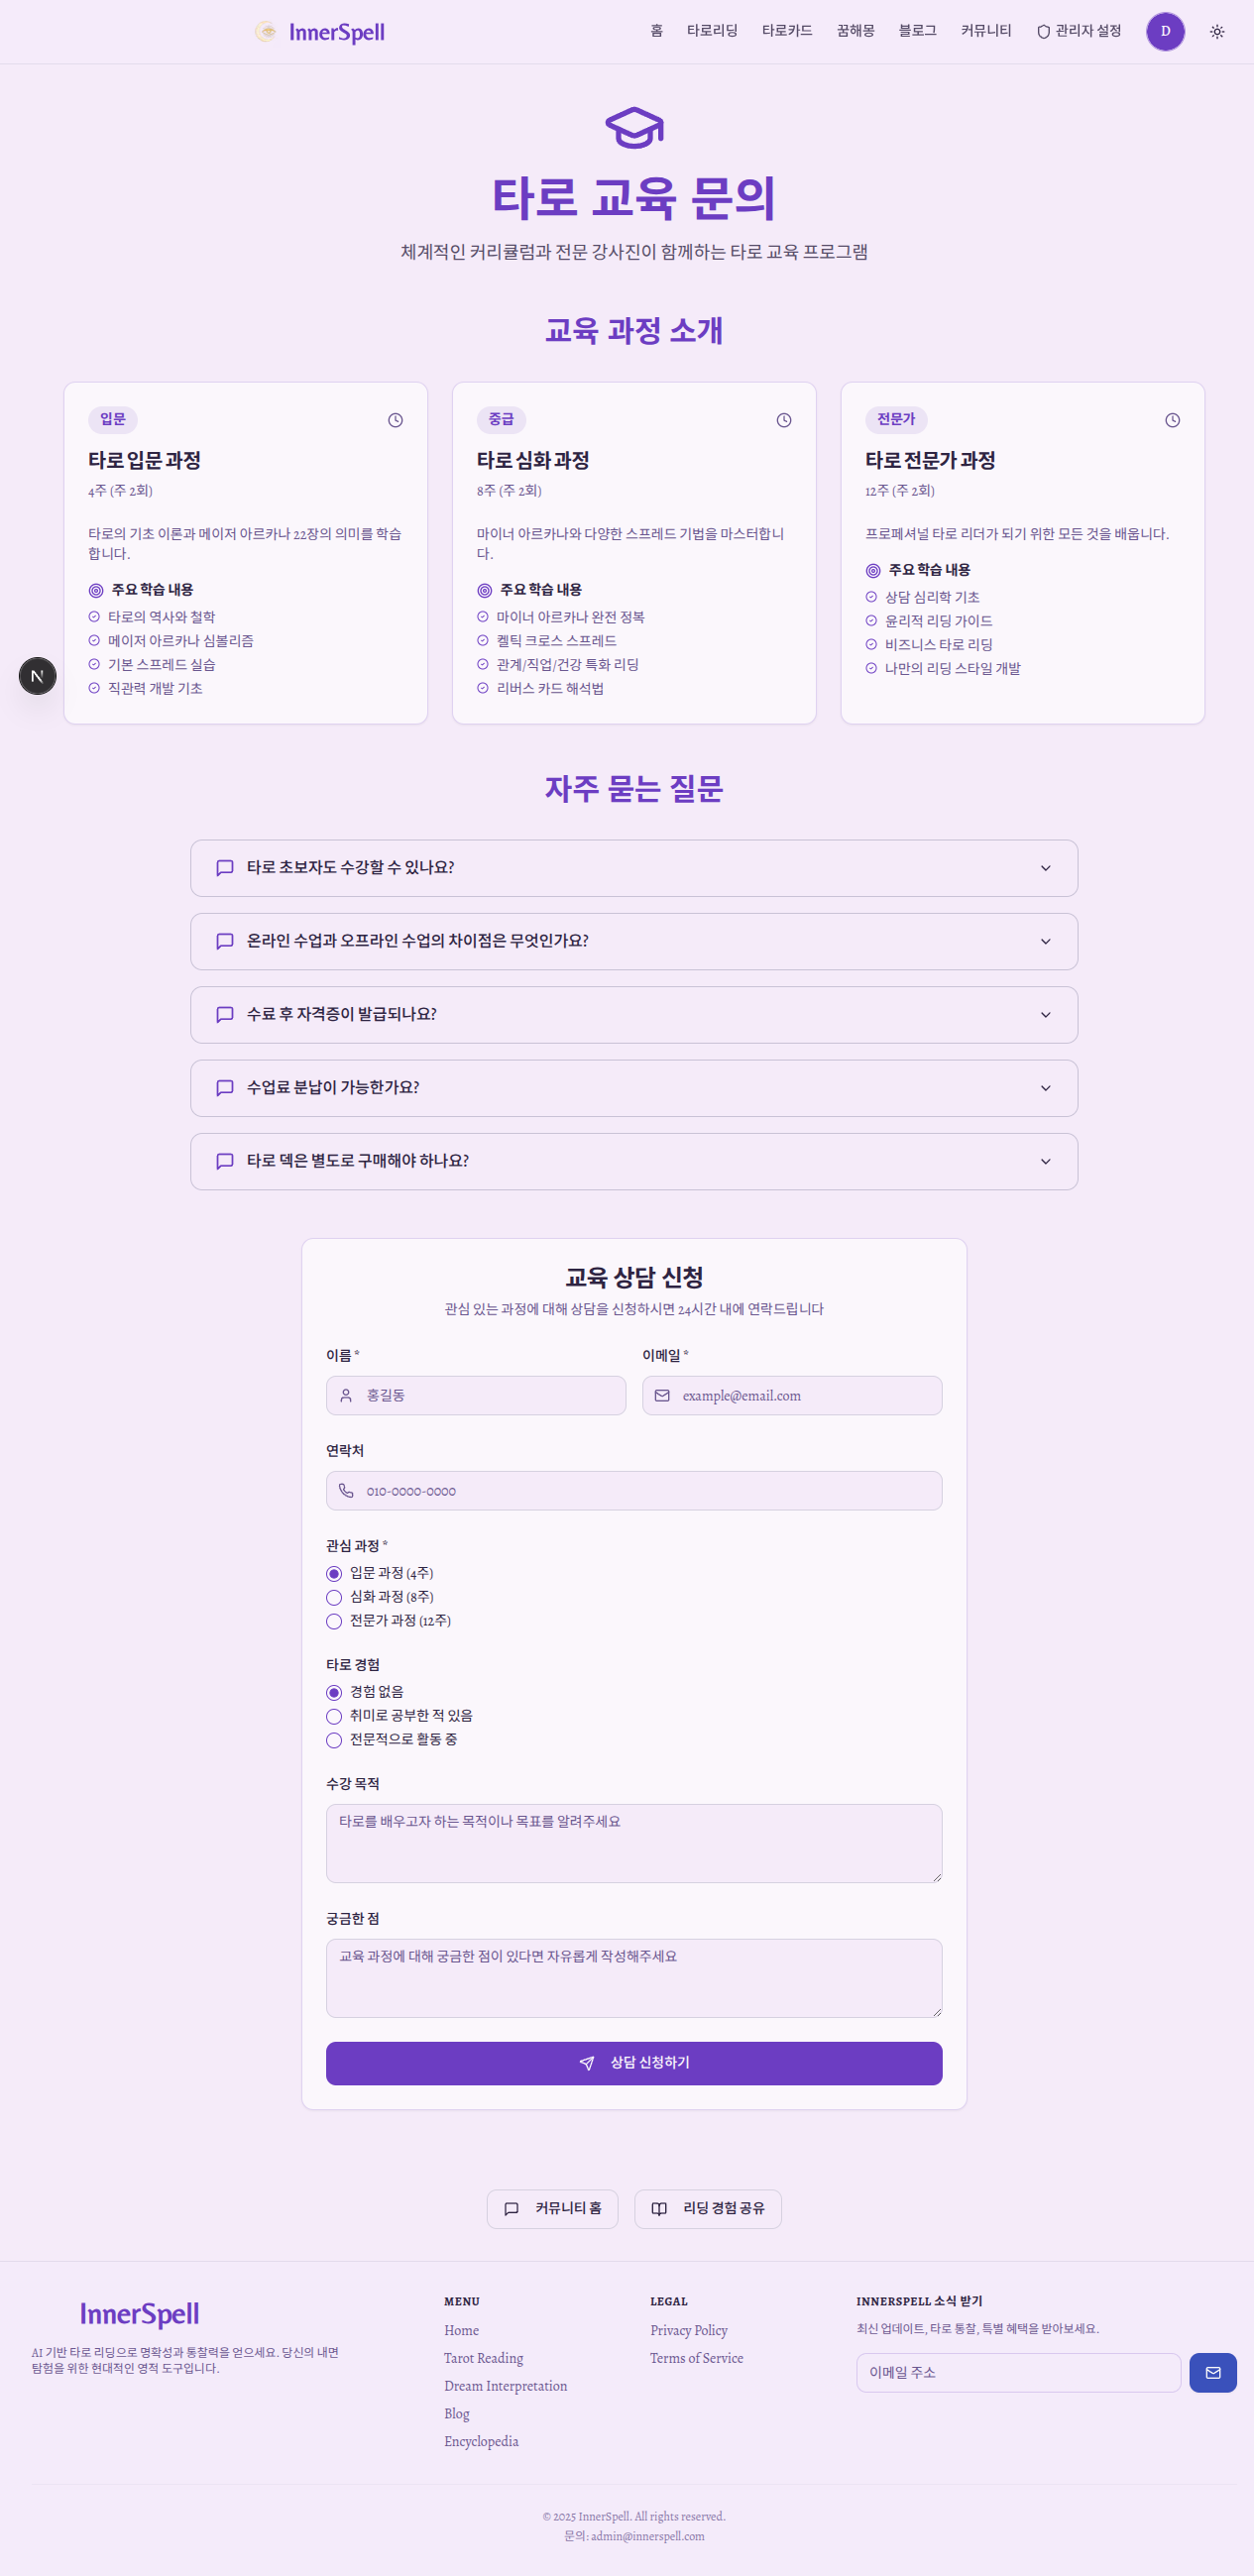 InnerSpell
홈 타로리딩 타로카드 꿈해몽 블로그 커뮤니티 관리자 설정 D
타로 교육 문의
체계적인 커리큘럼과 전문 강사진이 함께하는 타로 교육 프로그램
교육 과정 소개
입문
타로 입문 과정
4주 (주 2회)
타로의 기초 이론과 메이저 아르카나 22장의 의미를 학습
합니다.
주요 학습 내용
타로의 역사와 철학
메이저 아르카나 심볼리즘
기본 스프레드 실습
직관력 개발 기초
중급
타로 심화 과정
8주 (주 2회)
마이너 아르카나와 다양한 스프레드 기법을 마스터합니
다.
주요 학습 내용
마이너 아르카나 완전 정복
켈틱 크로스 스프레드
관계/직업/건강 특화 리딩
리버스 카드 해석법
전문가
타로 전문가 과정
12주 (주 2회)
프로페셔널 타로 리더가 되기 위한 모든 것을 배웁니다.
주요 학습 내용
상담 심리학 기초
윤리적 리딩 가이드
비즈니스 타로 리딩
나만의 리딩 스타일 개발
N
자주 묻는 질문
타로 초보자도 수강할 수 있나요?
온라인 수업과 오프라인 수업의 차이점은 무엇인가요?
수료 후 자격증이 발급되나요?
수업료 분납이 가능한가요?
타로 덱은 별도로 구매해야 하나요?
교육 상담 신청
관심 있는 과정에 대해 상담을 신청하시면 24시간 내에 연락드립니다
이름 *
홍길동
이메일 *
example@email.com
연락처
010-0000-0000
관심 과정 *
입문 과정 (4주)
심화 과정 (8주)
전문가 과정 (12주)
타로 경험
경험 없음
취미로 공부한 적 있음
전문적으로 활동 중
수강 목적
타로를 배우고자 하는 목적이나 목표를 알려주세요
궁금한 점
교육 과정에 대해 궁금한 점이 있다면 자유롭게 작성해주세요
상담 신청하기
커뮤니티 홈
리딩 경험 공유
InnerSpell
AI 기반 타로 리딩으로 명확성과 통찰력을 얻으세요. 당신의 내면
탐험을 위한 현대적인 영적 도구입니다.
MENU
Home
Tarot Reading
Dream Interpretation
Blog
Encyclopedia
LEGAL
Privacy Policy
Terms of Service
INNERSPELL 소식 받기
최신 업데이트, 타로 통찰, 특별 혜택을 받아보세요.
이메일 주소
© 2025 InnerSpell. All rights reserved.
문의: admin@innerspell.com